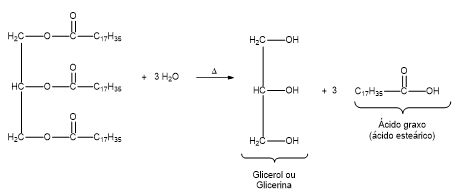 O
H₂C—O—C—C₁₇H₃₅
O
HC—O—C—C₁₇H₃₅
O
H₂C—O—C—C₁₇H₃₅
+ 3 H₂O
Δ
H₂C—OH
HC—OH
H₂C—OH
Glicerol ou
Glicerina
+ 3
O
C₁₇H₃₅—C—OH
Ácido graxo
(ácido esteárico)